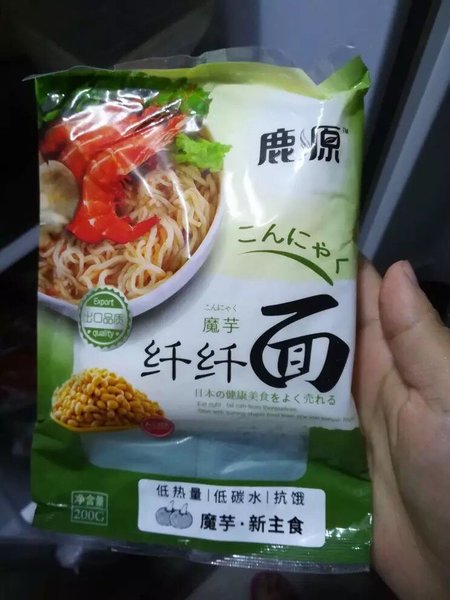 鹿源™
こんにゃく
Export
出口品质
quality
こんにゃく
魔芋
纤纤面
日本の健康美食をよく売れる
净含量
200G
低热量|低碳水|抗饿
魔芋·新主食